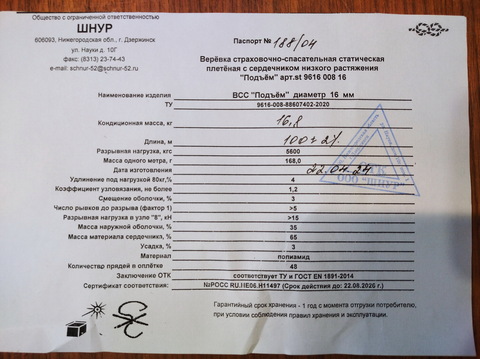 Общество с ограниченной ответственностью
ШНУР
606093, Нижегородская обл., г. Дзержинск
ул. Науки д. 10Г
факс: (8313) 23-74-43
e-mail: schnur-52@schnur-52.ru
Паспорт № 188/04
Верёвка страховочно-спасательная статическая
плетёная с сердечником низкого растяжения
"Подъём" арт.st 9616 008 16
Наименование изделия ВСС "Подъём" диаметр 16 мм
ТУ 9616-008-88607402-2020
Кондиционная масса, кг 16,8
Длина, м 100+2%
Разрывная нагрузка, кгс 5600
Масса одного метра, г 168,0
Дата изготовления 22.04.24
Удлинение под нагрузкой 80кг,% 4
Коэффициент узловязания, не более 1,2
Смещение оболочки, % 3
Число рывков до разрыва (фактор 1) >5
Разрывная нагрузка в узле "8", кН >15
Масса наружной оболочки, % 35
Масса материала сердечника, % 65
Усадка, % 3
Материал полиамид
Количество прядей в оплётке 48
Заключение ОТК соответствует ТУ и ГОСТ EN 1891-2014
Сертификат соответствия: №РОСС RU.НЕ06.Н11497 (Срок действия до 22.08.2026 г.)
ООО "ШНУР"
Гарантийный срок хранения - 1 год с момента отгрузки потребителю,
при условии соблюдения правил хранения и эксплуатации.